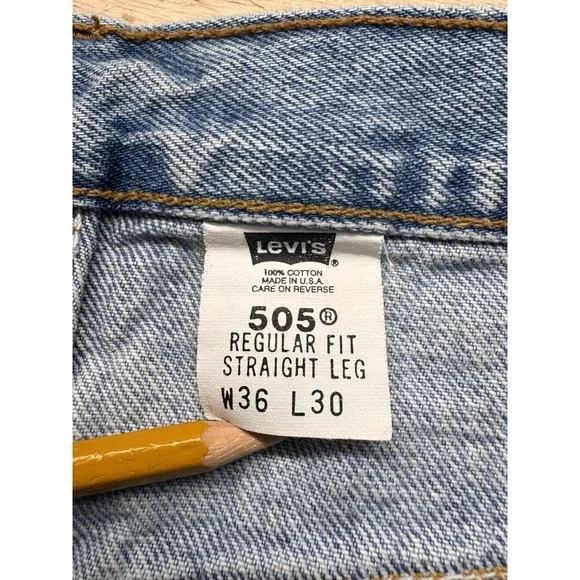 Levi's ®
100% COTTON
MADE IN U.S.A.
CARE ON REVERSE
505®
REGULAR FIT
STRAIGHT LEG
W36 L30